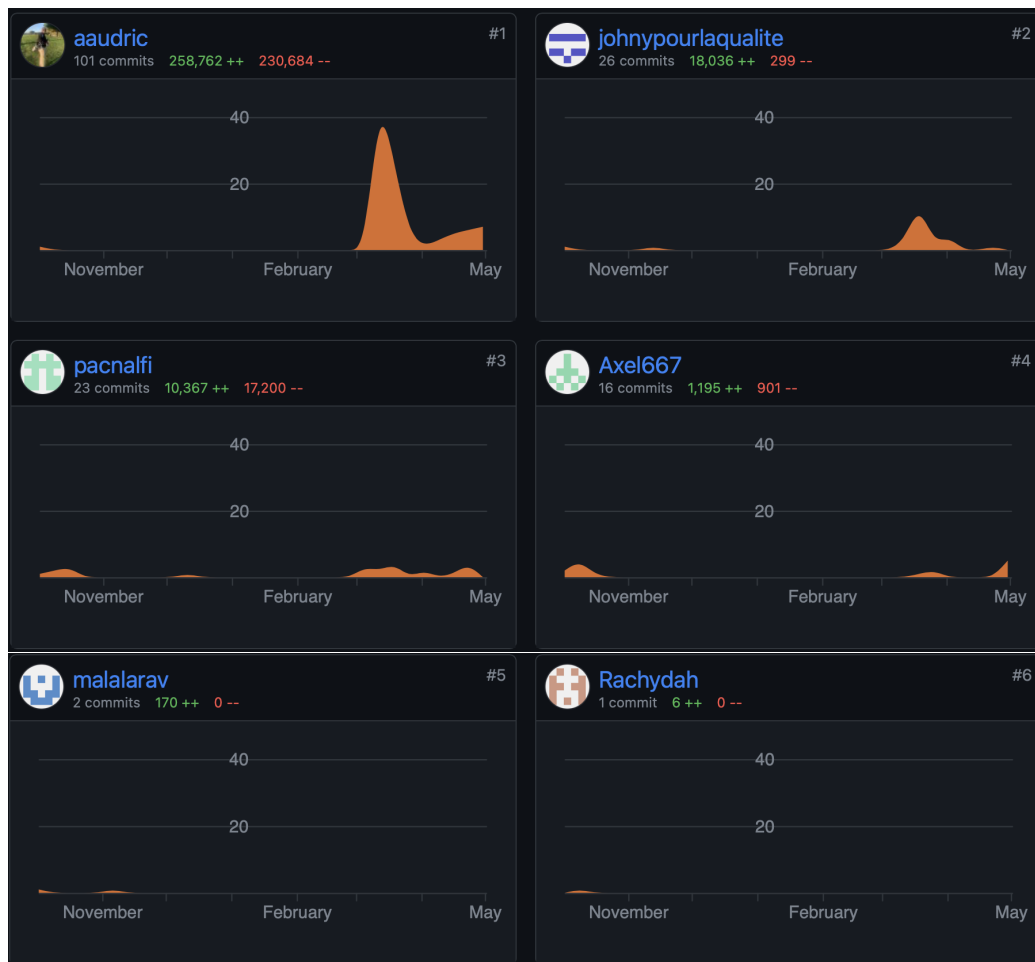 aaudric #1
101 commits 258,762 ++ 230,684 --
40
20
November February May
johnypourlaqualite #2
26 commits 18,036 ++ 299 --
40
20
November February May
pacnalfi #3
23 commits 10,367 ++ 17,200 --
40
20
November February May
Axel667 #4
16 commits 1,195 ++ 901 --
40
20
November February May
malalarav #5
2 commits 170 ++ 0 --
40
20
November February May
Rachydah #6
1 commit 6 ++ 0 --
40
20
November February May